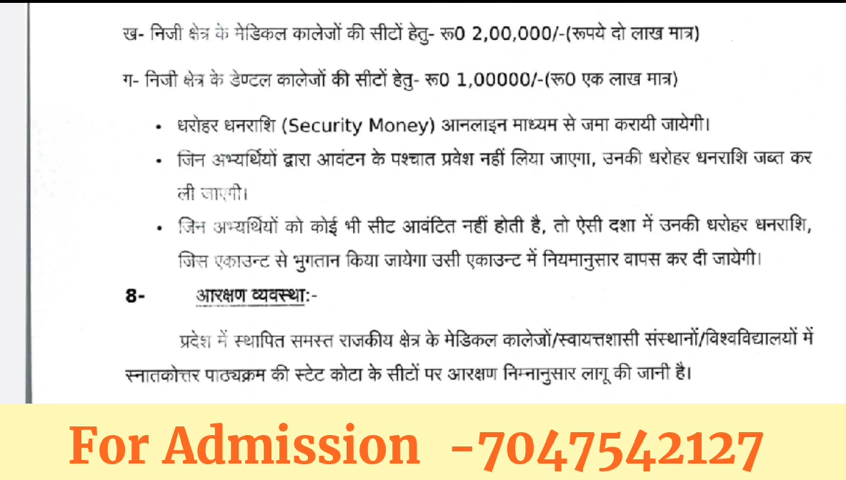 ख- निजी क्षेत्र के मेडिकल कालेजों की सीटों हेतु- रू0 2,00,000/-(रूपये दो लाख मात्र)
ग- निजी क्षेत्र के डेण्टल कालेजों की सीटों हेतु- रू0 1,00000/-(रू0 एक लाख मात्र)
• धरोहर धनराशि (Security Money) आनलाइन माध्यम से जमा करायी जायेगी।
• जिन अभ्यर्थियों द्वारा आवंटन के पश्चात प्रवेश नहीं लिया जाएगा, उनकी धरोहर धनराशि जब्त कर
ली जाएगी।
• जिन अभ्यर्थियों को कोई भी सीट आवंटित नहीं होती है, तो ऐसी दशा में उनकी धरोहर धनराशि,
जिस एकाउन्ट से भुगतान किया जायेगा उसी एकाउन्ट में नियमानुसार वापस कर दी जायेगी।
8- आरक्षण व्यवस्था:-
प्रदेश में स्थापित समस्त राजकीय क्षेत्र के मेडिकल कालेजों/स्वायत्तशासी संस्थानों/विश्वविद्यालयों में
स्नातकोत्तर पाठ्यक्रम की स्टेट कोटा के सीटों पर आरक्षण निम्नानुसार लागू की जानी है।
For Admission -7047542127